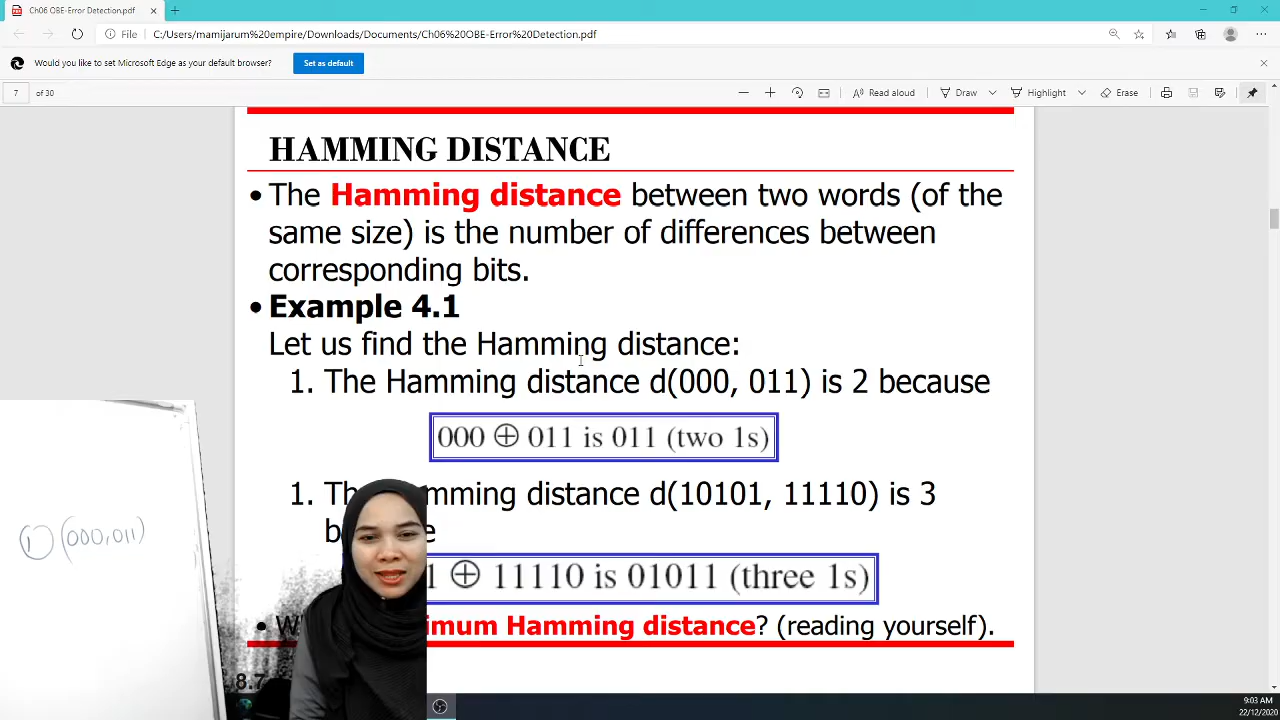 Ch06 OBE-Error Detection.pdf
File C:/Users/mamijarum%20empire/Downloads/Documents/Ch06%20OBE-Error%20Detection.pdf
Would you like to set Microsoft Edge as your default browser? Set as default
7 of 30 Read aloud Draw Highlight Erase
HAMMING DISTANCE
• The Hamming distance between two words (of the
same size) is the number of differences between
corresponding bits.
• Example 4.1
Let us find the Hamming distance:
1. The Hamming distance d(000, 011) is 2 because
000 ⊕ 011 is 011 (two 1s)
1. Th mming distance d(10101, 11110) is 3
b e
1 ⊕ 11110 is 01011 (three 1s)
• W imum Hamming distance? (reading yourself).
8.7
① (000,011)
9:03 AM
22/12/2020